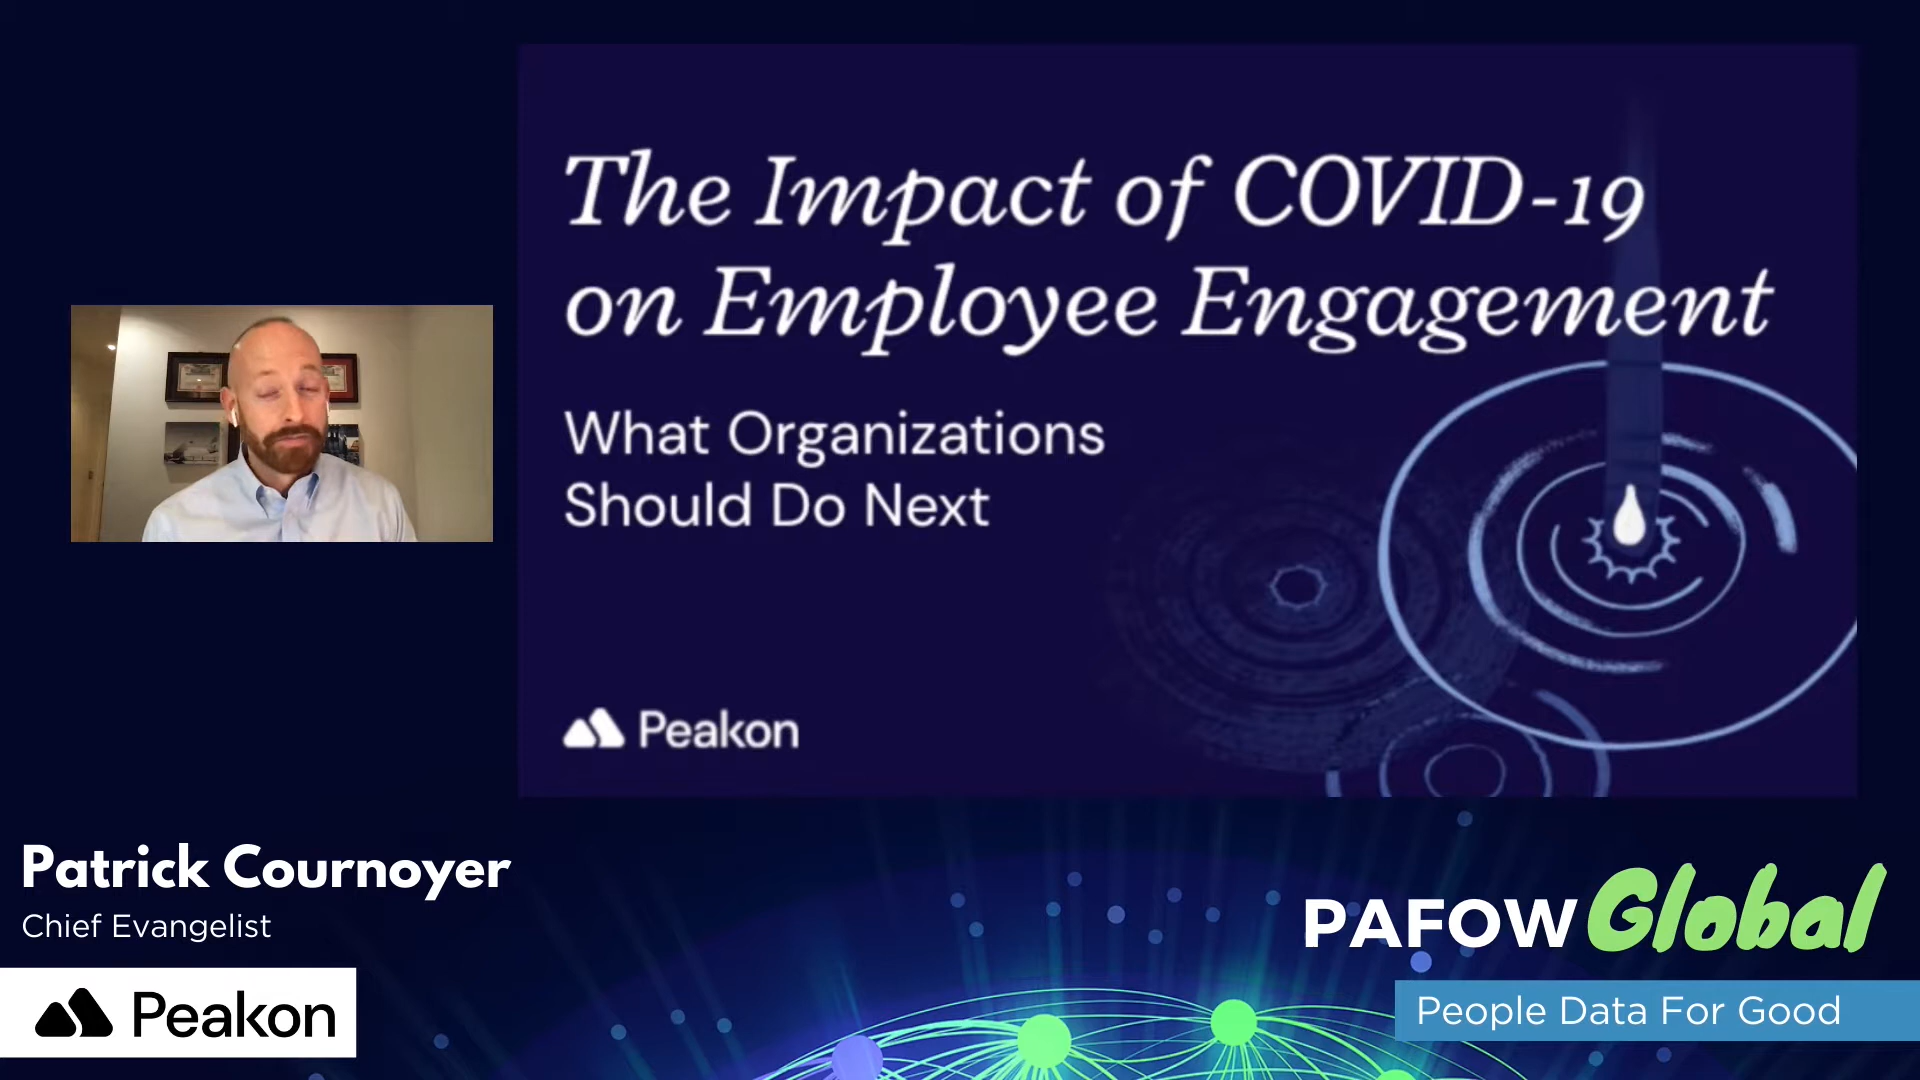 The Impact of COVID-19
on Employee Engagement
What Organizations
Should Do Next
Peakon
Patrick Cournoyer
Chief Evangelist
Peakon
PAFOW Global
People Data For Good